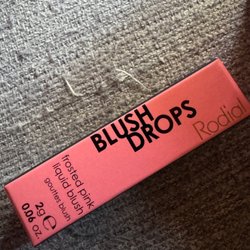 BLUSH
DROPS
Rodial
frosted pink
liquid blush
gouttes blush
2g e
0.06 oz.